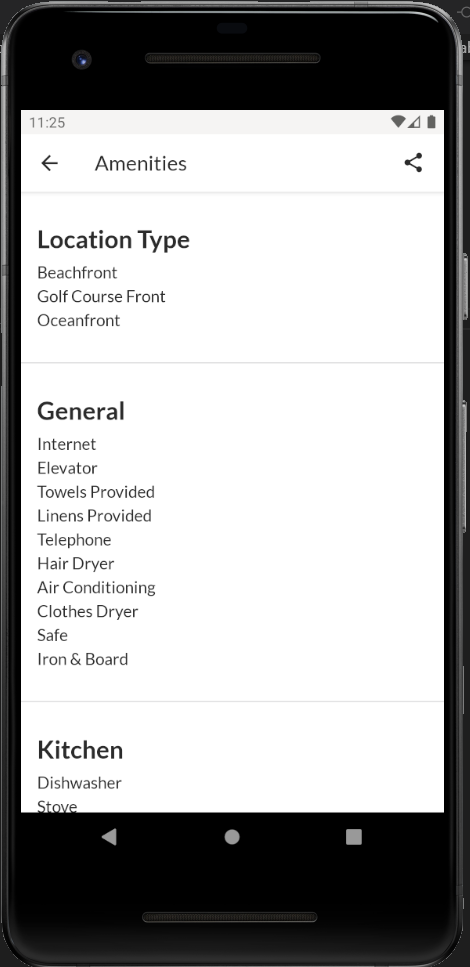 11:25
Amenities
Location Type
Beachfront
Golf Course Front
Oceanfront
General
Internet
Elevator
Towels Provided
Linens Provided
Telephone
Hair Dryer
Air Conditioning
Clothes Dryer
Safe
Iron & Board
Kitchen
Dishwasher
Stove